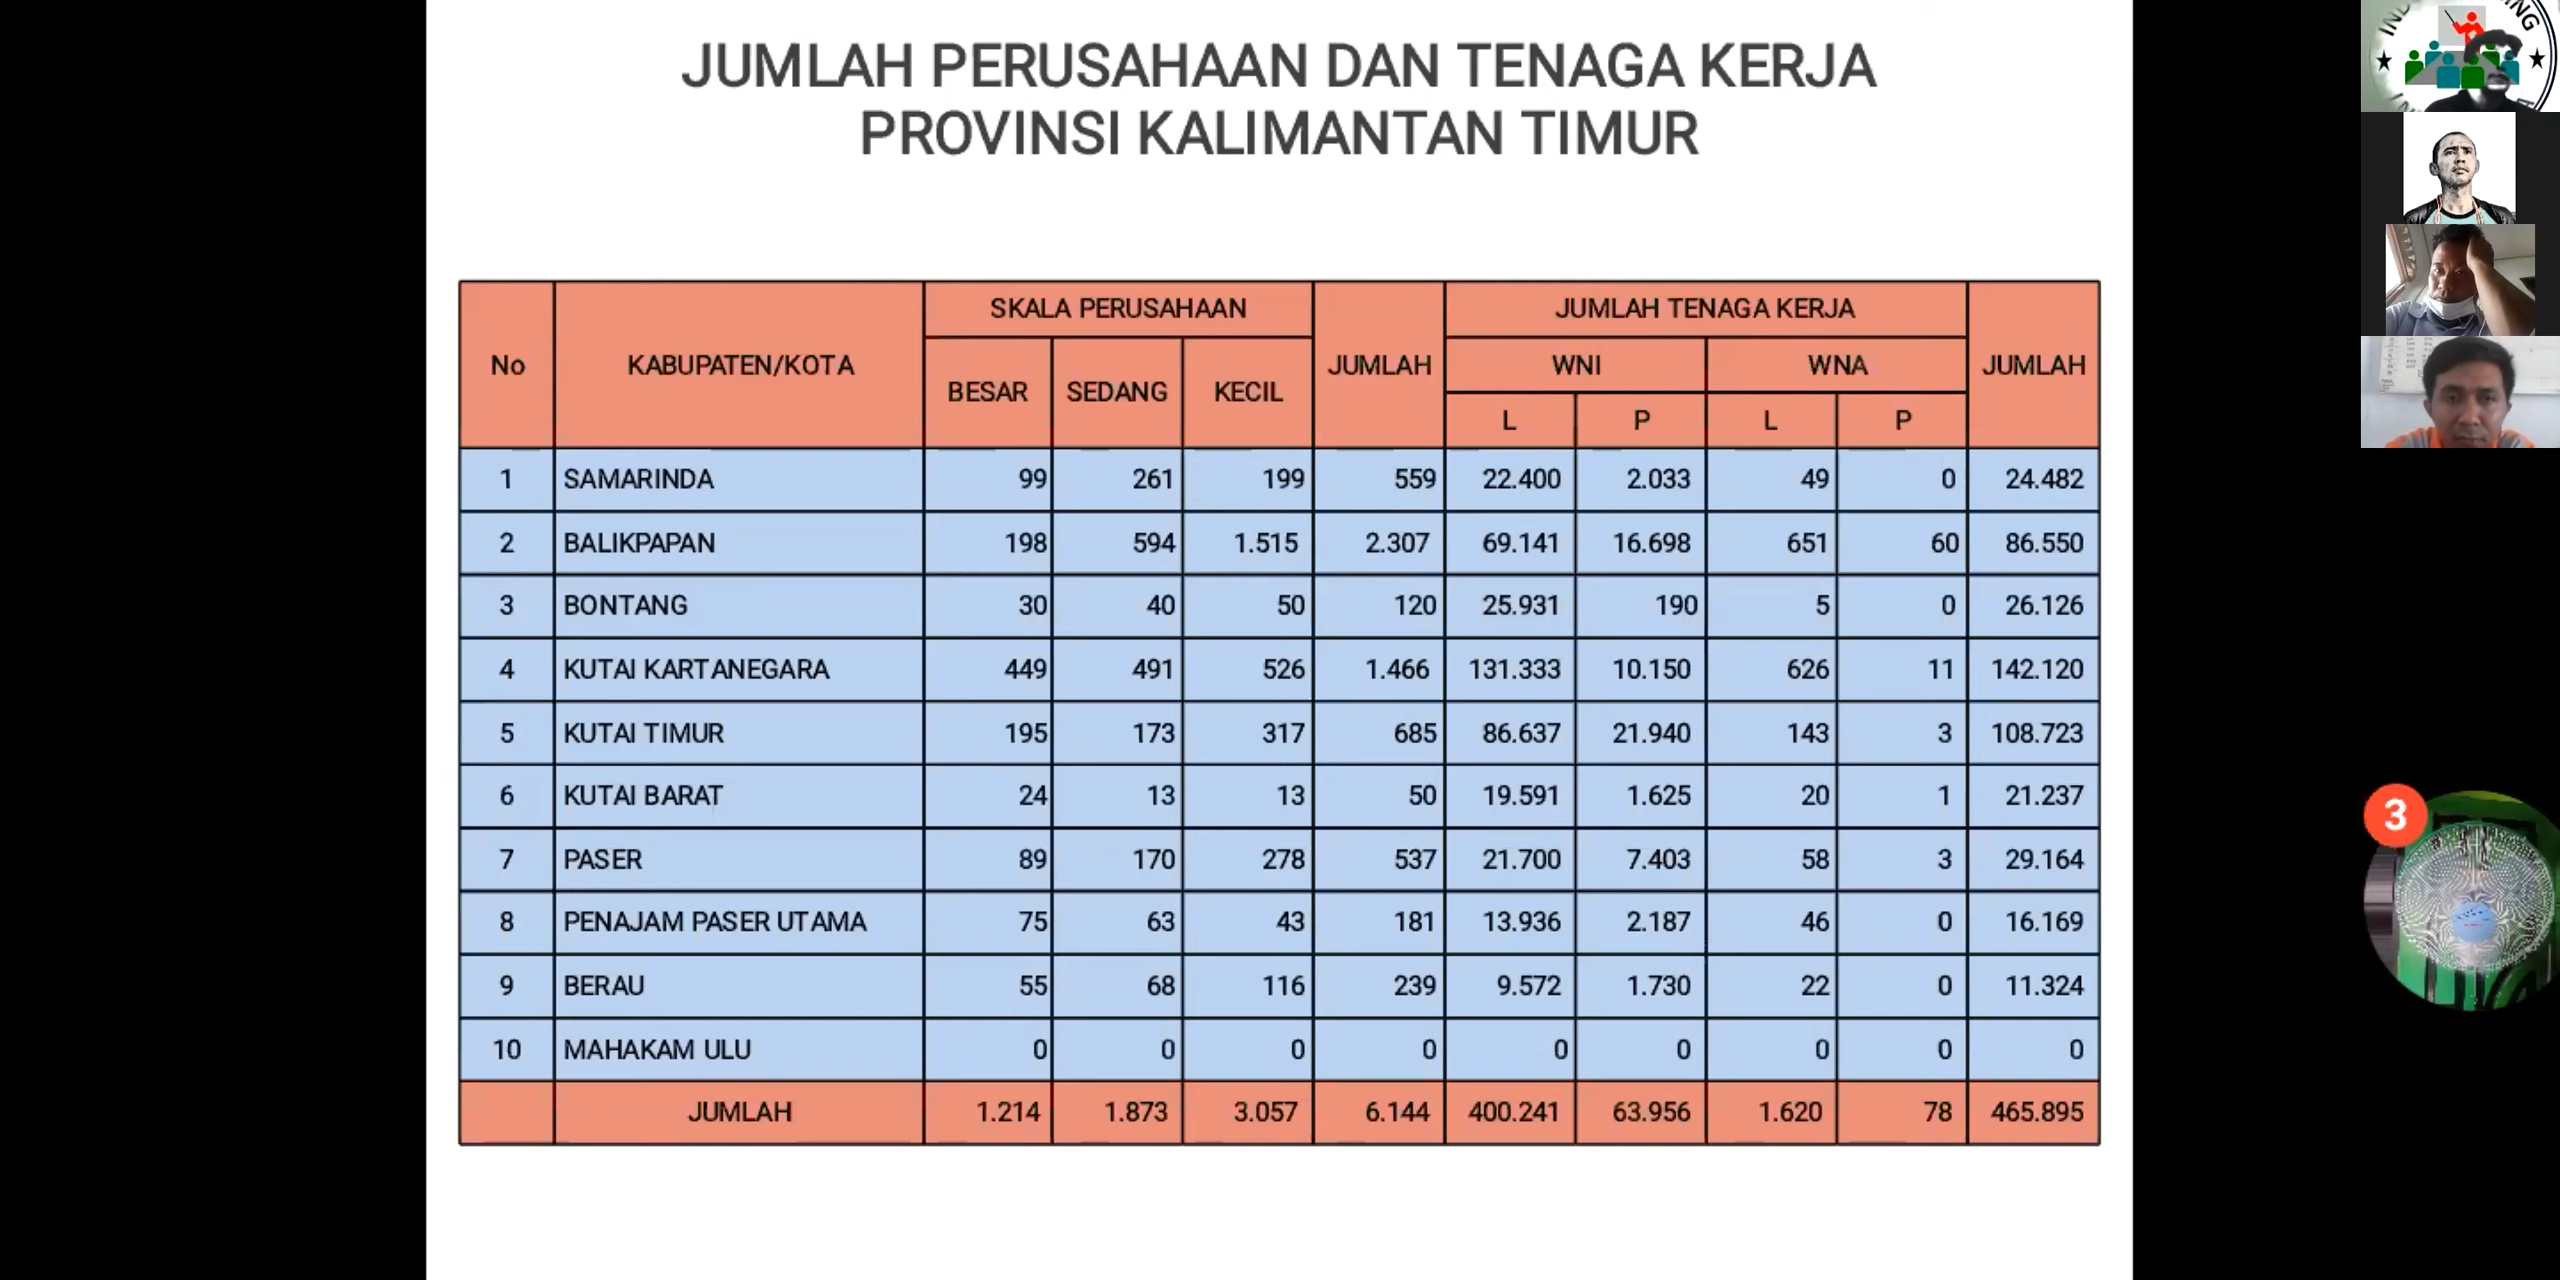 JUMLAH PERUSAHAAN DAN TENAGA KERJA
PROVINSI KALIMANTAN TIMUR
No KABUPATEN/KOTA SKALA PERUSAHAAN JUMLAH JUMLAH TENAGA KERJA JUMLAH
BESAR SEDANG KECIL WNI WNA
L P L P
1 SAMARINDA 99 261 199 559 22.400 2.033 49 0 24.482
2 BALIKPAPAN 198 594 1.515 2.307 69.141 16.698 651 60 86.550
3 BONTANG 30 40 50 120 25.931 190 5 0 26.126
4 KUTAI KARTANEGARA 449 491 526 1.466 131.333 10.150 626 11 142.120
5 KUTAI TIMUR 195 173 317 685 86.637 21.940 143 3 108.723
6 KUTAI BARAT 24 13 13 50 19.591 1.625 20 1 21.237
7 PASER 89 170 278 537 21.700 7.403 58 3 29.164
8 PENAJAM PASER UTAMA 75 63 43 181 13.936 2.187 46 0 16.169
9 BERAU 55 68 116 239 9.572 1.730 22 0 11.324
10 MAHAKAM ULU 0 0 0 0 0 0 0 0 0
JUMLAH 1.214 1.873 3.057 6.144 400.241 63.956 1.620 78 465.895
3